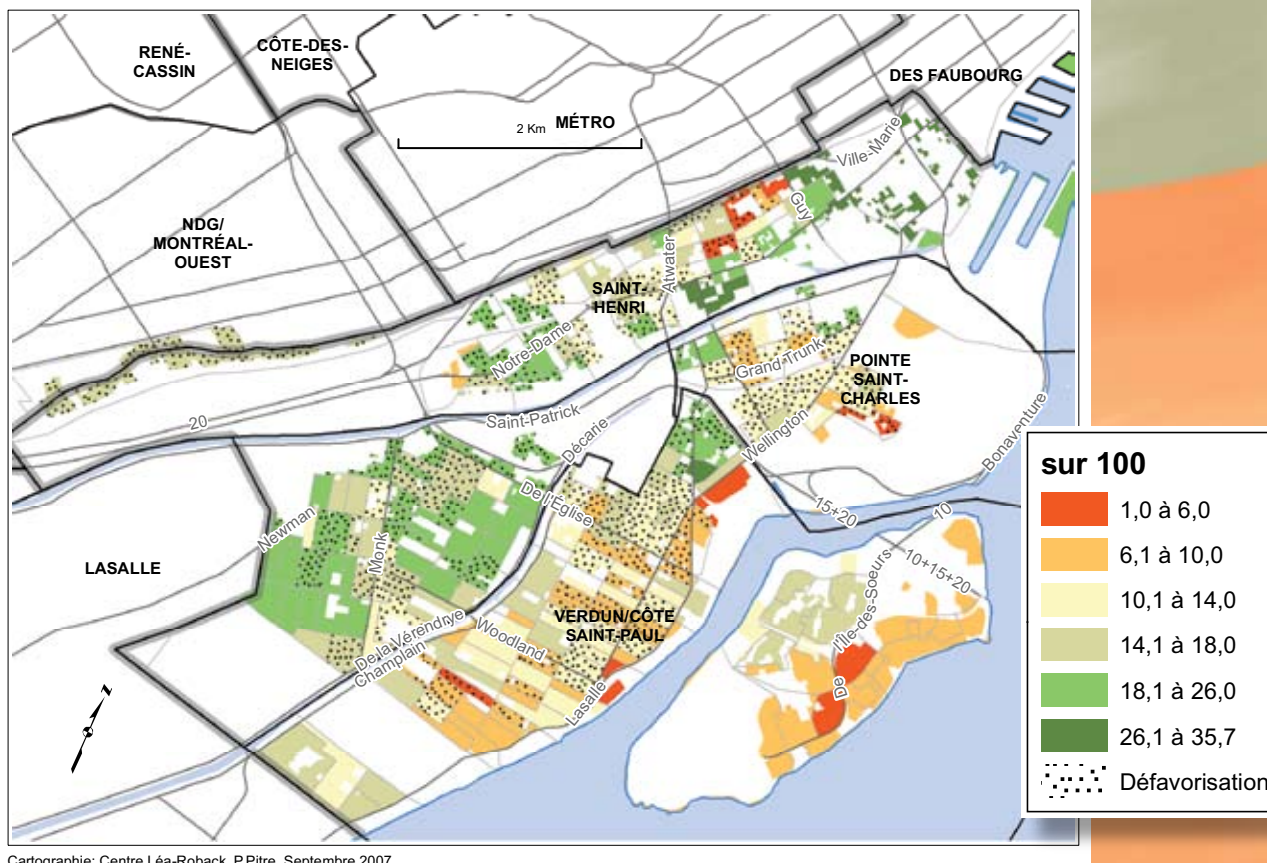 RENÉ-
CASSIN
CÔTE-DES-
NEIGES
DES FAUBOURG
2 Km MÉTRO
Ville-Marie
NDG/
MONTRÉAL-
OUEST
Guy
Atwater
SAINT-
HENRI
Notre-Dame
Grand Trunk
POINTE
SAINT-
CHARLES
20
Saint-Patrick
Décarie
Wellington
Bonaventure
De l'Église
15+20
10
Newman
Monk
10+15+20
LASALLE
De L'Île-des-Soeurs
VERDUN/CÔTE
SAINT-PAUL
Woodland
De la Vérendrye
Champlain
Lasalle
N
sur 100
1,0 à 6,0
6,1 à 10,0
10,1 à 14,0
14,1 à 18,0
18,1 à 26,0
26,1 à 35,7
Défavorisation
Cartographie: Centre Léa-Roback, P.Pitre, Septembre 2007